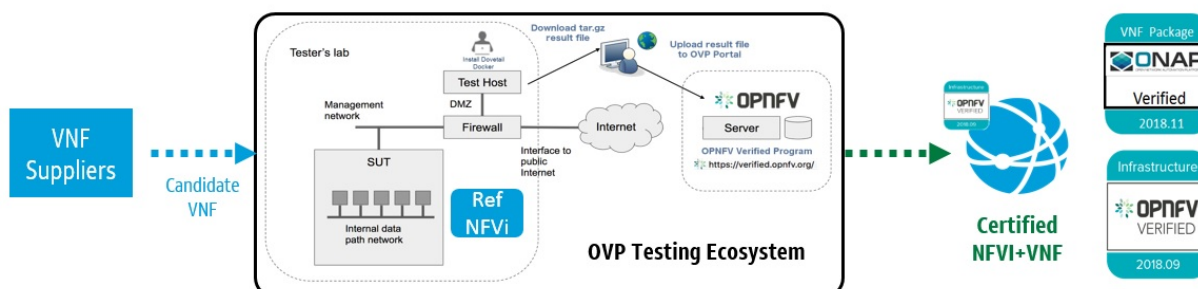 VNF
Suppliers
Candidate
VNF
Tester's lab
Install Dovetail
Docker
Test Host
DMZ
Management
network
Firewall
Internet
Interface to
public
Internet
SUT
Internal data
path network
Ref
NFVi
Download tar.gz
result file
Upload result file
to OVP Portal
OPNFV
Server
OPNFV Verified Program
https://verified.opnfv.org/
OVP Testing Ecosystem
Infrastructure
OPNFV
VERIFIED
2018.09
Certified
NFVI+VNF
VNF Package
ONAP
Verified
2018.11
Infrastructure
OPNFV
VERIFIED
2018.09